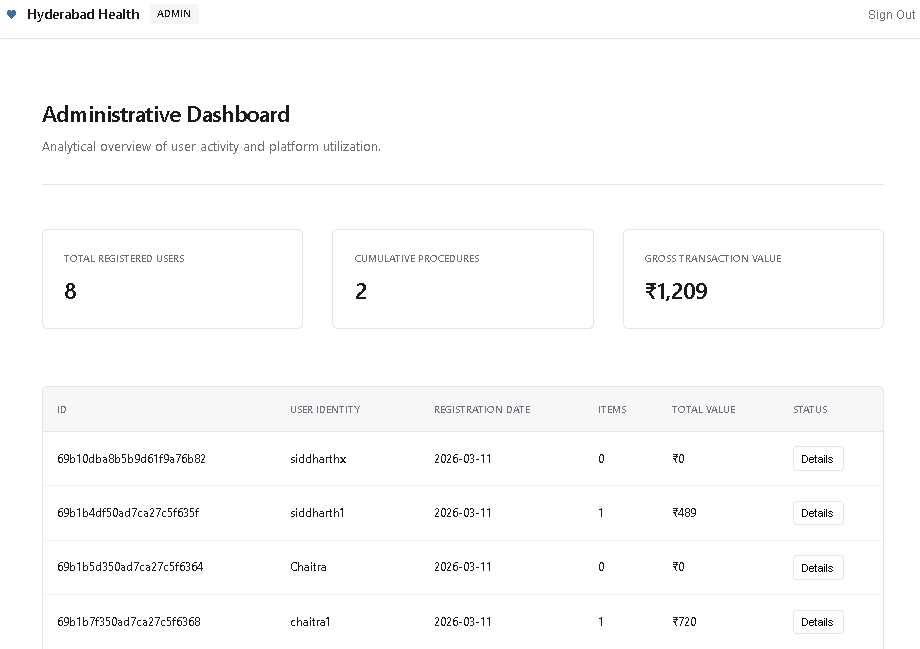 Hyderabad Health ADMIN Sign Out
Administrative Dashboard
Analytical overview of user activity and platform utilization.
TOTAL REGISTERED USERS CUMULATIVE PROCEDURES GROSS TRANSACTION VALUE
8 2 ₹1,209
ID USER IDENTITY REGISTRATION DATE ITEMS TOTAL VALUE STATUS
69b10dba8b5b9d61f9a76b82 siddharthx 2026-03-11 0 ₹0 Details
69b1b4df50ad7ca27c5f635f siddharth1 2026-03-11 1 ₹489 Details
69b1b5d350ad7ca27c5f6364 Chaitra 2026-03-11 0 ₹0 Details
69b1b7f350ad7ca27c5f6368 chaitra1 2026-03-11 1 ₹720 Details